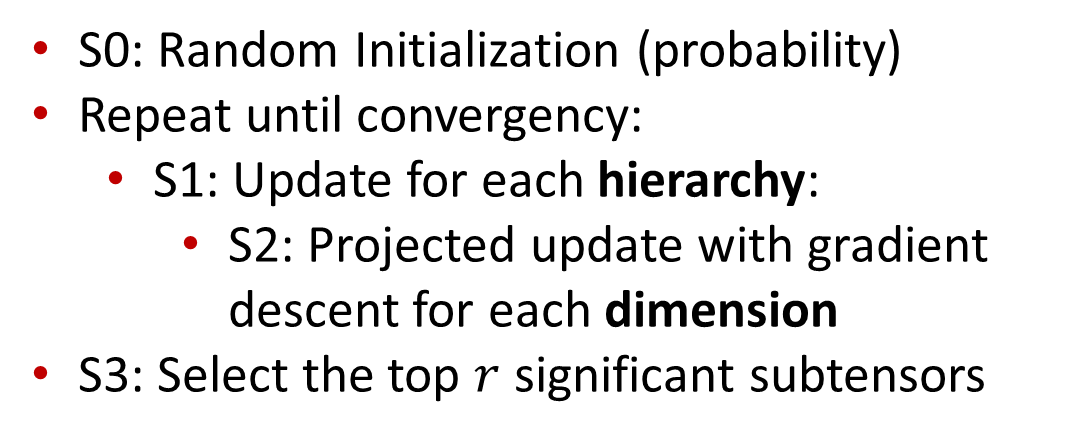 • S0: Random Initialization (probability)
• Repeat until convergency:
• S1: Update for each hierarchy:
• S2: Projected update with gradient
descent for each dimension
• S3: Select the top r significant subtensors